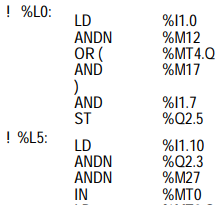 ! %L0:
LD %I1.0
ANDN %M12
OR ( %MT4.Q
AND %M17
)
AND %I1.7
ST %Q2.5
! %L5:
LD %I1.10
ANDN %Q2.3
ANDN %M27
IN %MT0